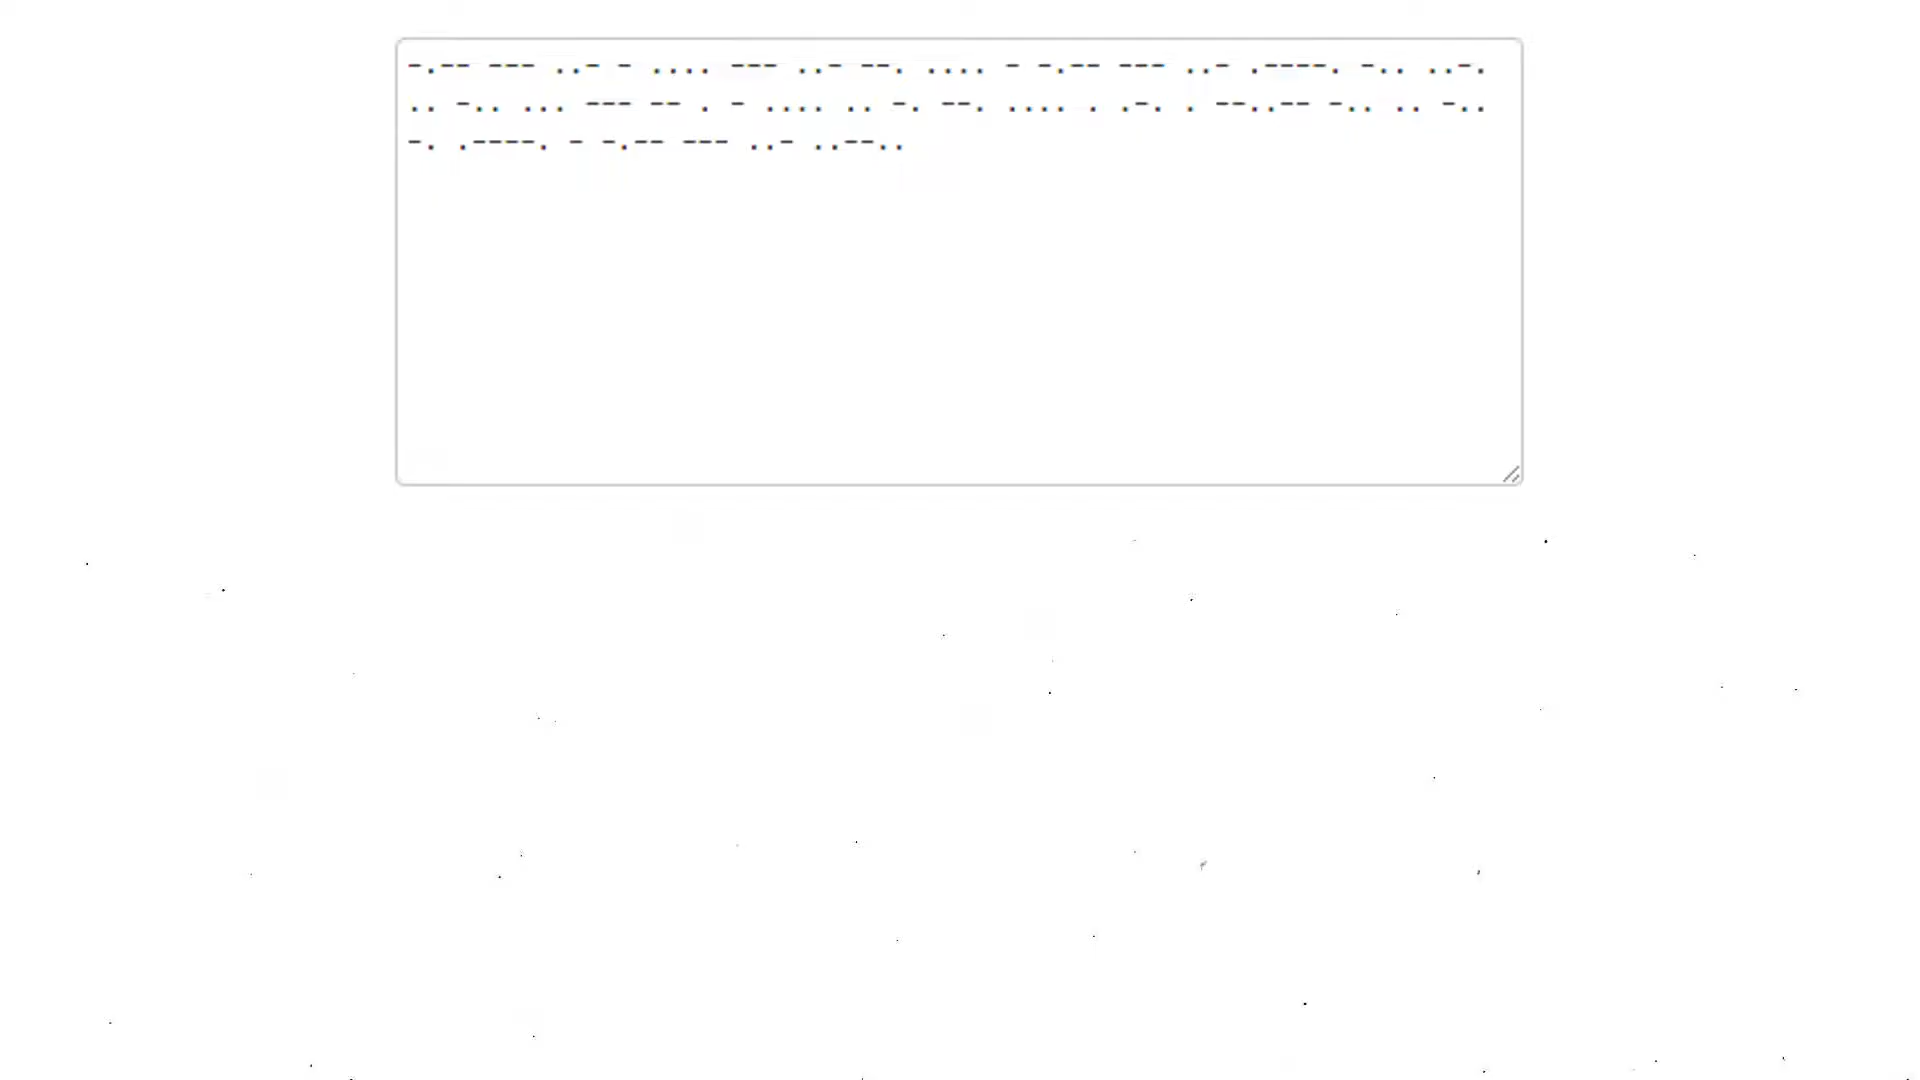 -.-- --- ..- - .... --- ..- --. .... - -.-- --- ..- .----. -.. ..-.
.. -.. ... --- -- . - .... .. -. --. .... . .-. . --..-- -.. .. -..
-. .----. - -.-- --- ..- ..--..